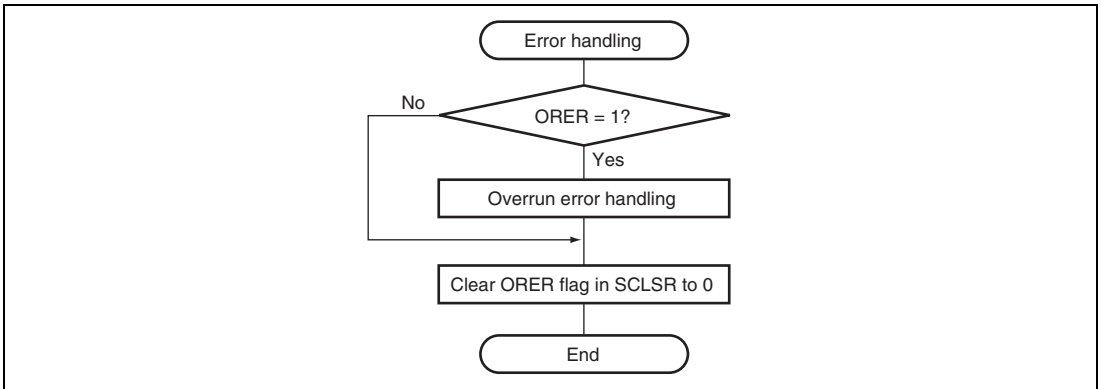 Error handling
No
ORER = 1?
Yes
Overrun error handling
Clear ORER flag in SCLSR to 0
End